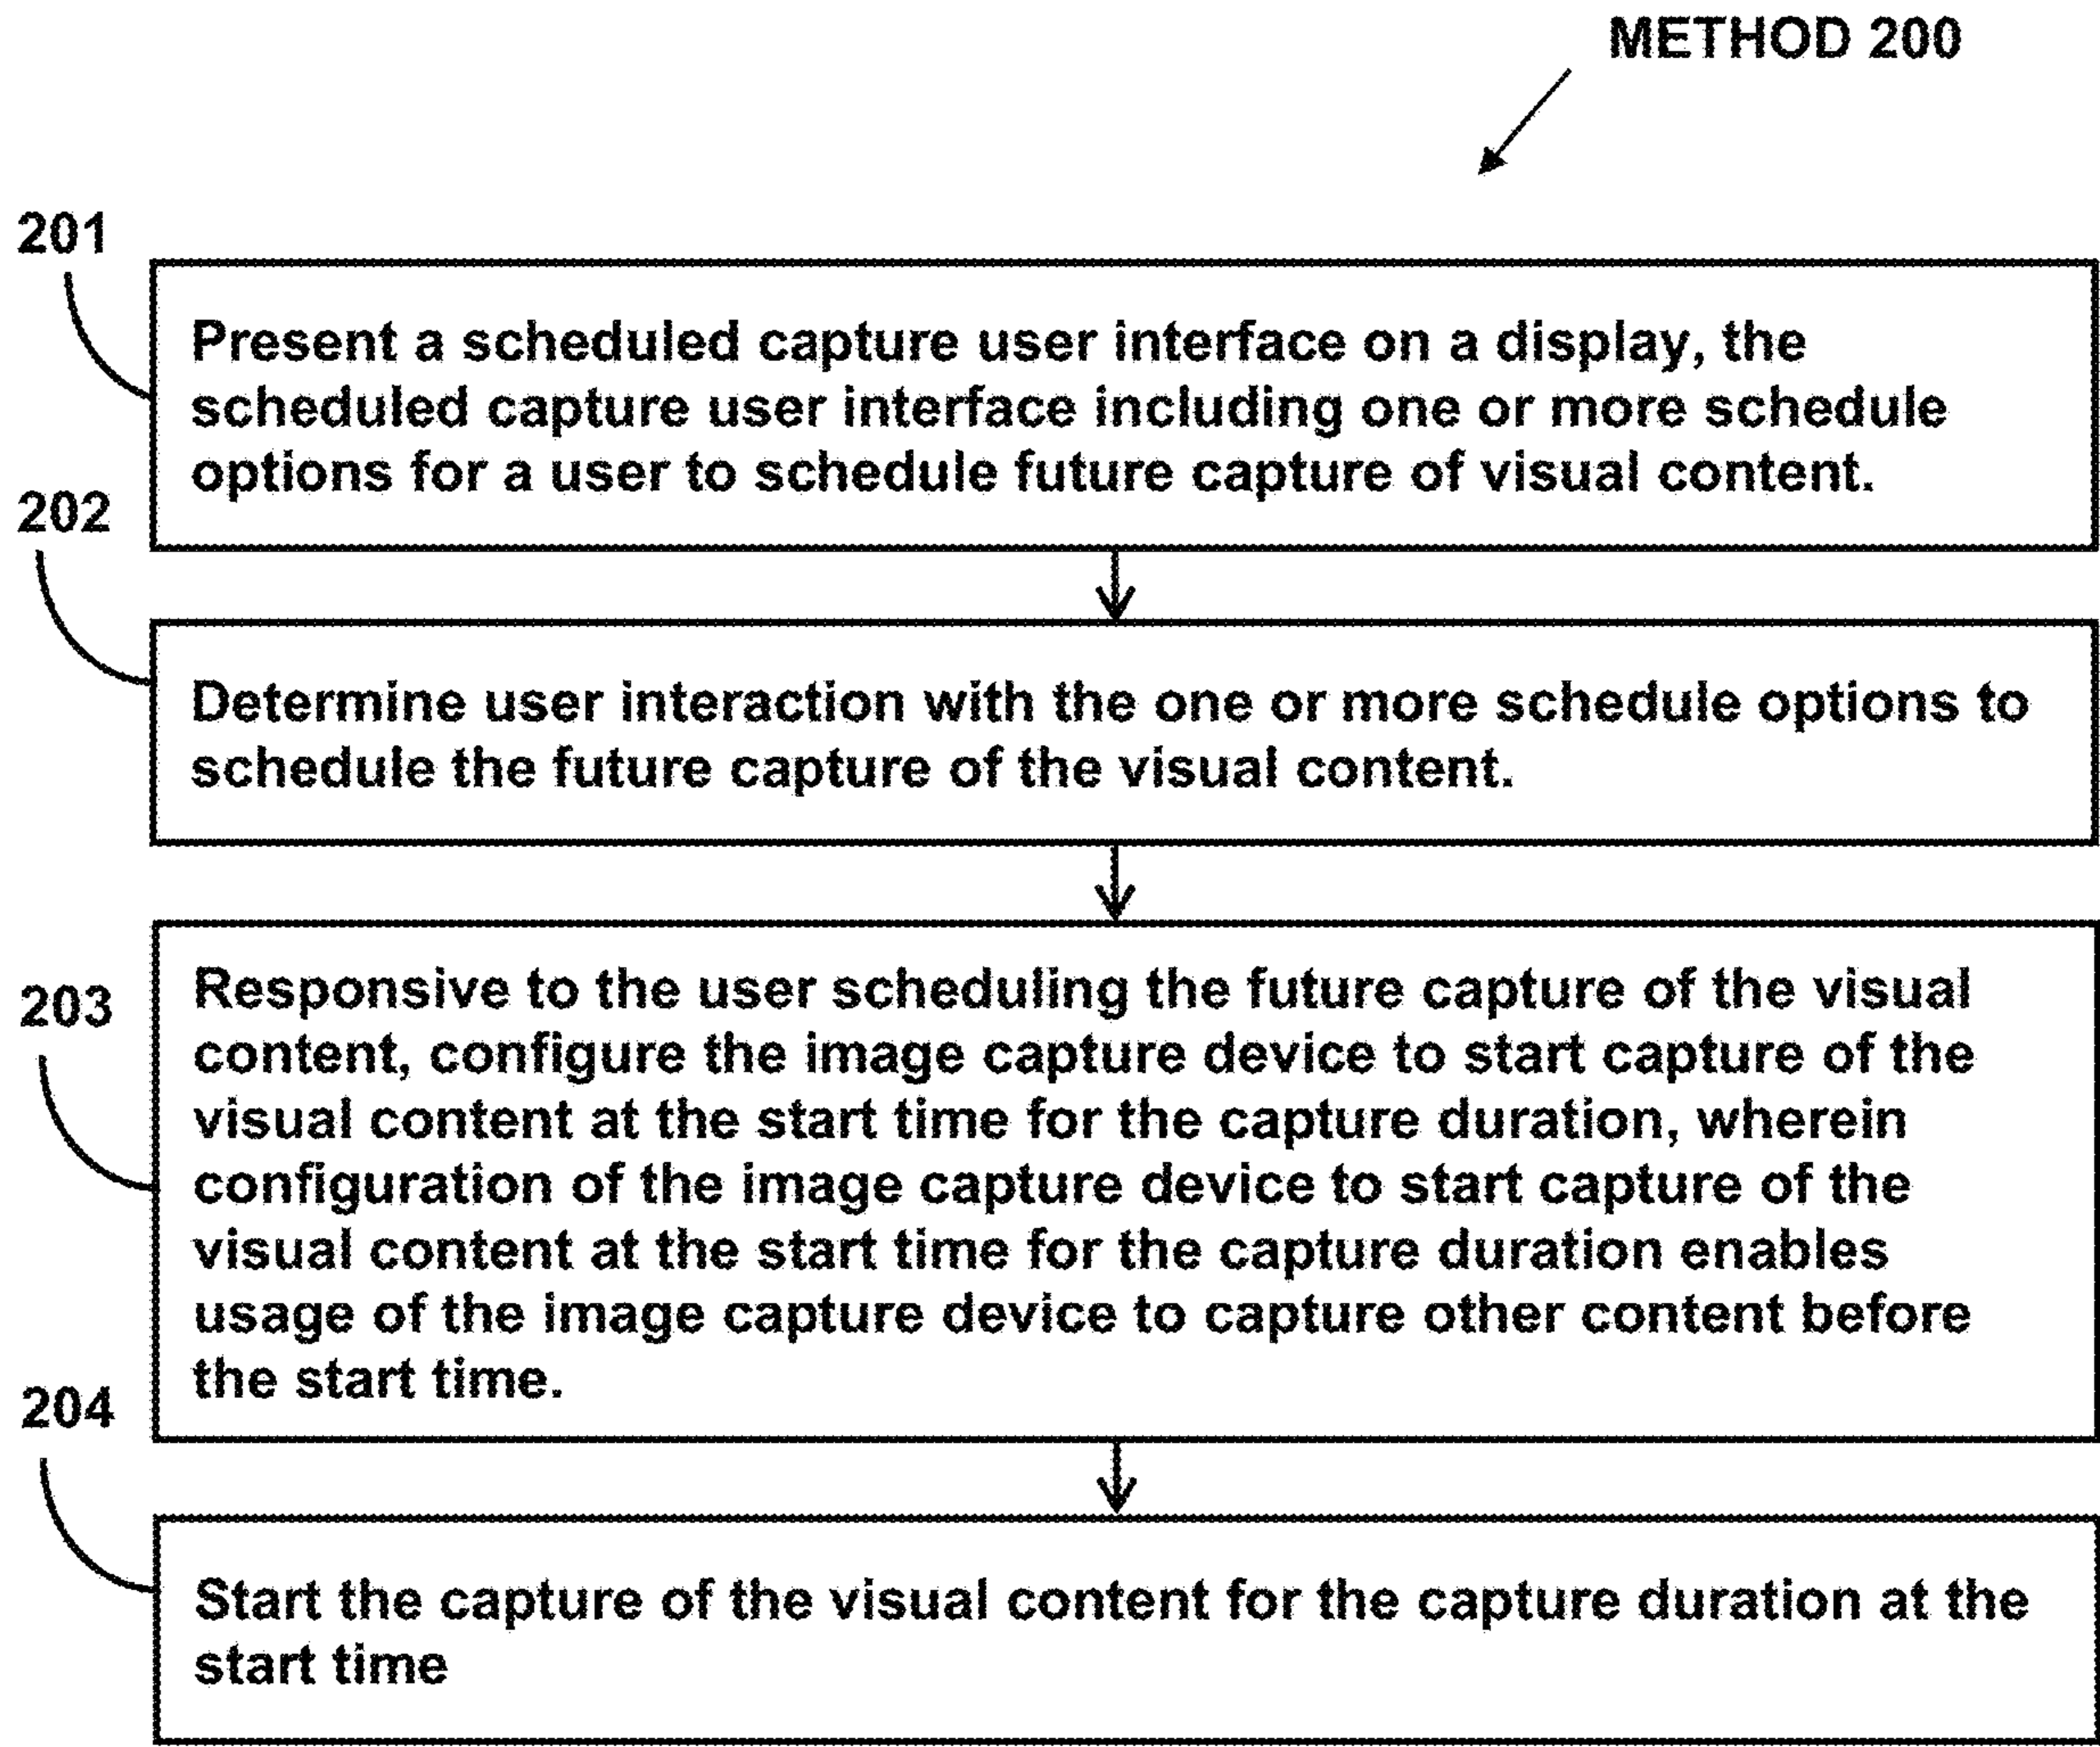 METHOD 200
201
Present a scheduled capture user interface on a display, the
scheduled capture user interface including one or more schedule
options for a user to schedule future capture of visual content.
202
Determine user interaction with the one or more schedule options to
schedule the future capture of the visual content.
203
Responsive to the user scheduling the future capture of the visual
content, configure the image capture device to start capture of the
visual content at the start time for the capture duration, wherein
configuration of the image capture device to start capture of the
visual content at the start time for the capture duration enables
usage of the image capture device to capture other content before
the start time.
204
Start the capture of the visual content for the capture duration at the
start time